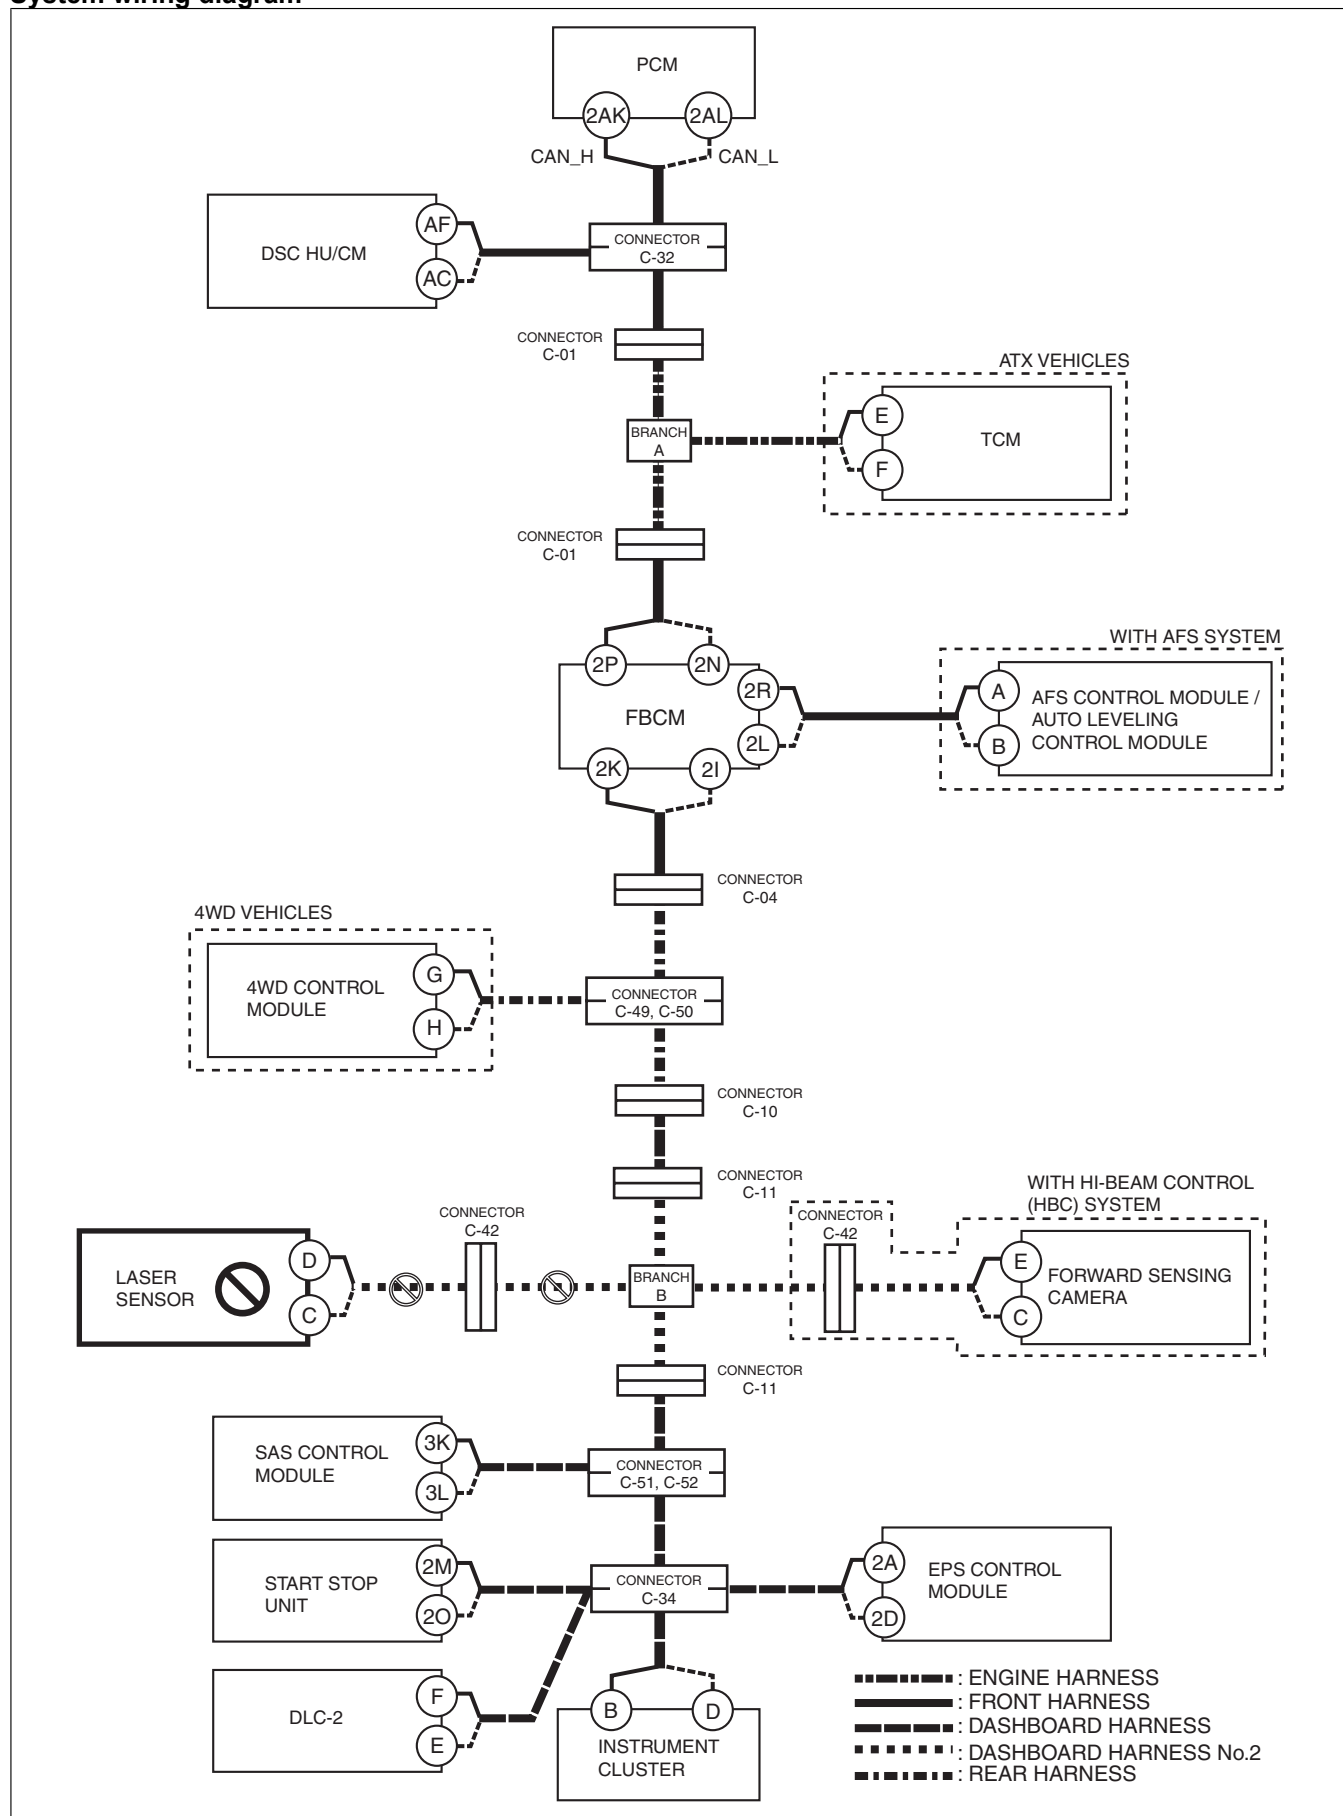 System wiring diagram
PCM
2AK
2AL
CAN_H
CAN_L
DSC HU/CM
AF
AC
CONNECTOR
C-32
CONNECTOR
C-01
ATX VEHICLES
BRANCH
A
E
F
TCM
CONNECTOR
C-01
WITH AFS SYSTEM
2P
2N
2R
2L
FBCM
2K
2I
A
B
AFS CONTROL MODULE /
AUTO LEVELING
CONTROL MODULE
CONNECTOR
C-04
4WD VEHICLES
4WD CONTROL
MODULE
G
H
CONNECTOR
C-49, C-50
CONNECTOR
C-10
CONNECTOR
C-11
WITH HI-BEAM CONTROL
(HBC) SYSTEM
CONNECTOR
C-42
CONNECTOR
C-42
LASER
SENSOR
D
C
BRANCH
B
E
C
FORWARD SENSING
CAMERA
CONNECTOR
C-11
SAS CONTROL
MODULE
3K
3L
CONNECTOR
C-51, C-52
START STOP
UNIT
2M
2O
CONNECTOR
C-34
2A
2D
EPS CONTROL
MODULE
DLC-2
F
E
B
D
INSTRUMENT
CLUSTER
: ENGINE HARNESS
: FRONT HARNESS
: DASHBOARD HARNESS
: DASHBOARD HARNESS No.2
: REAR HARNESS